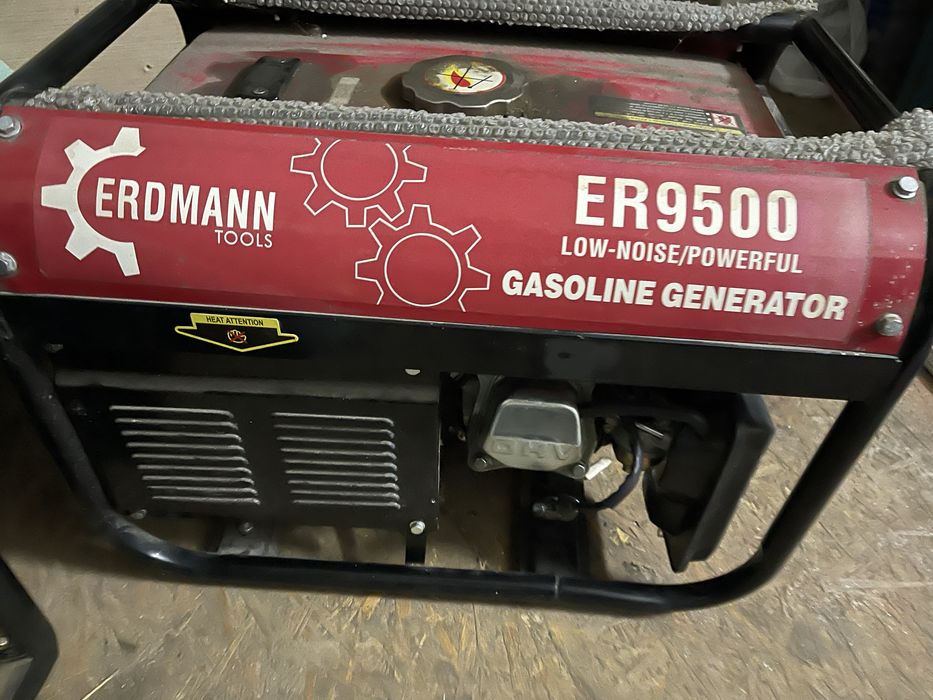 ERDMANN
TOOLS
ER9500
LOW-NOISE/POWERFUL
GASOLINE GENERATOR
HEAT ATTENTION
OHV